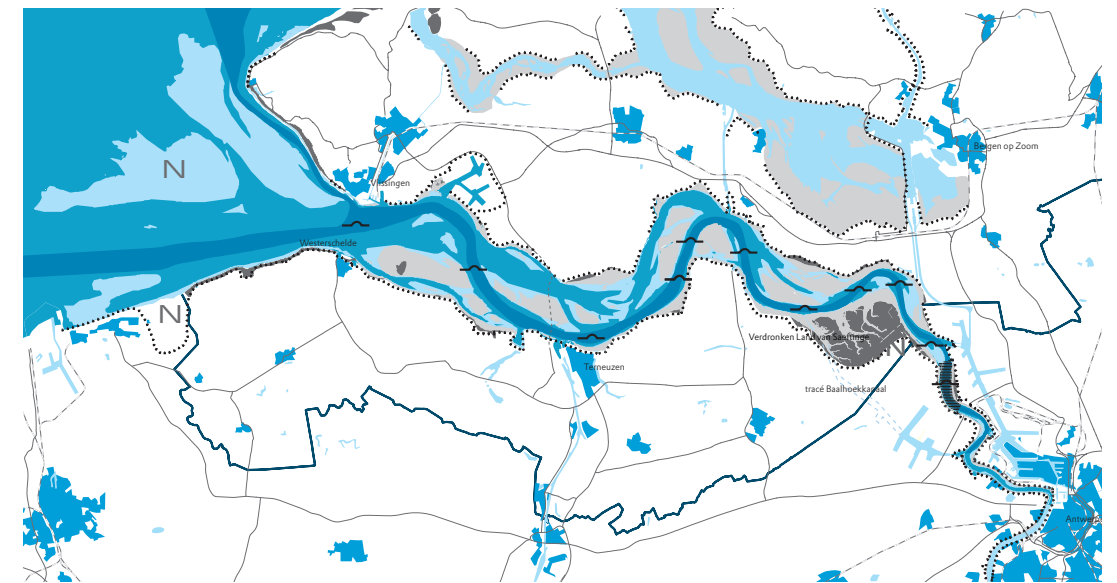 Bergen op Zoom
N
Vlissingen
Westerschelde
N
Verdronken Land van Saeftinge
N
Terneuzen
tracé Baalhoekkanaal
Antwerpen